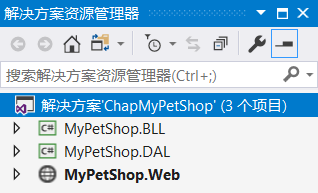 解决方案资源管理器
搜索解决方案资源管理器(Ctrl+;)
解决方案'ChapMyPetShop' (3 个项目)
MyPetShop.BLL
MyPetShop.DAL
MyPetShop.Web